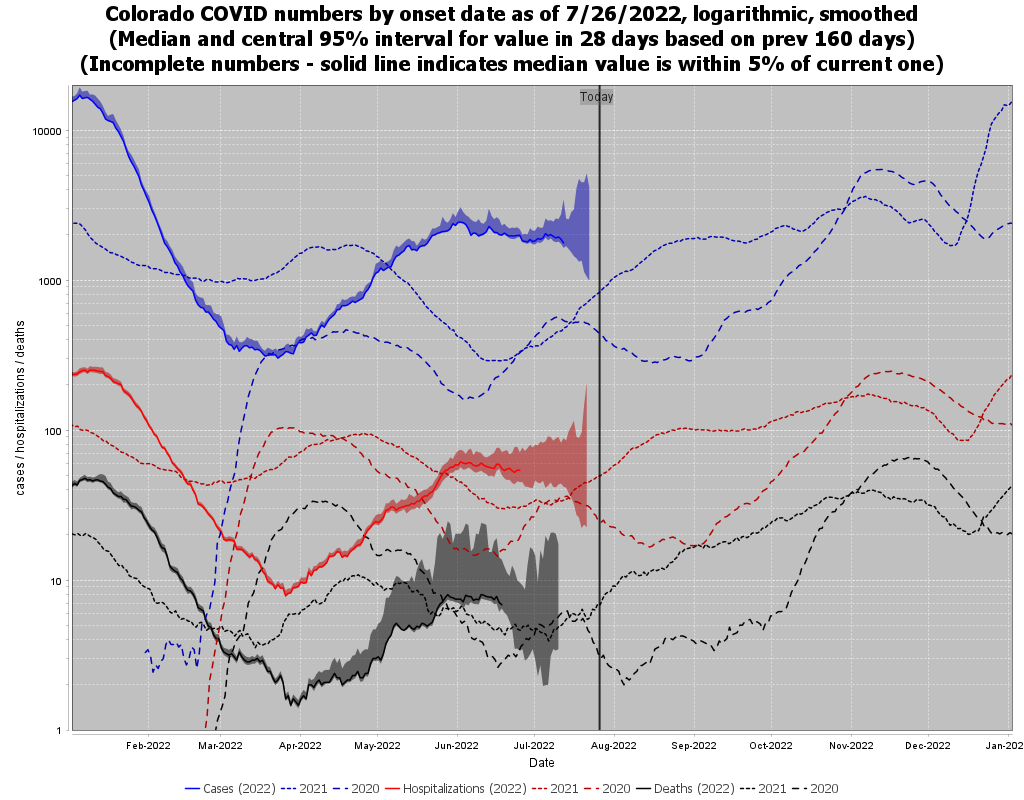 Colorado COVID numbers by onset date as of 7/26/2022, logarithmic, smoothed
(Median and central 95% interval for value in 28 days based on prev 160 days)
(Incomplete numbers - solid line indicates median value is within 5% of current one)
Today
10000
1000
100
10
1
cases / hospitalizations / deaths
Feb-2022 Mar-2022 Apr-2022 May-2022 Jun-2022 Jul-2022 Aug-2022 Sep-2022 Oct-2022 Nov-2022 Dec-2022 Jan-202
Date
Cases (2022) 2021 2020 Hospitalizations (2022) 2021 2020 Deaths (2022) 2021 2020